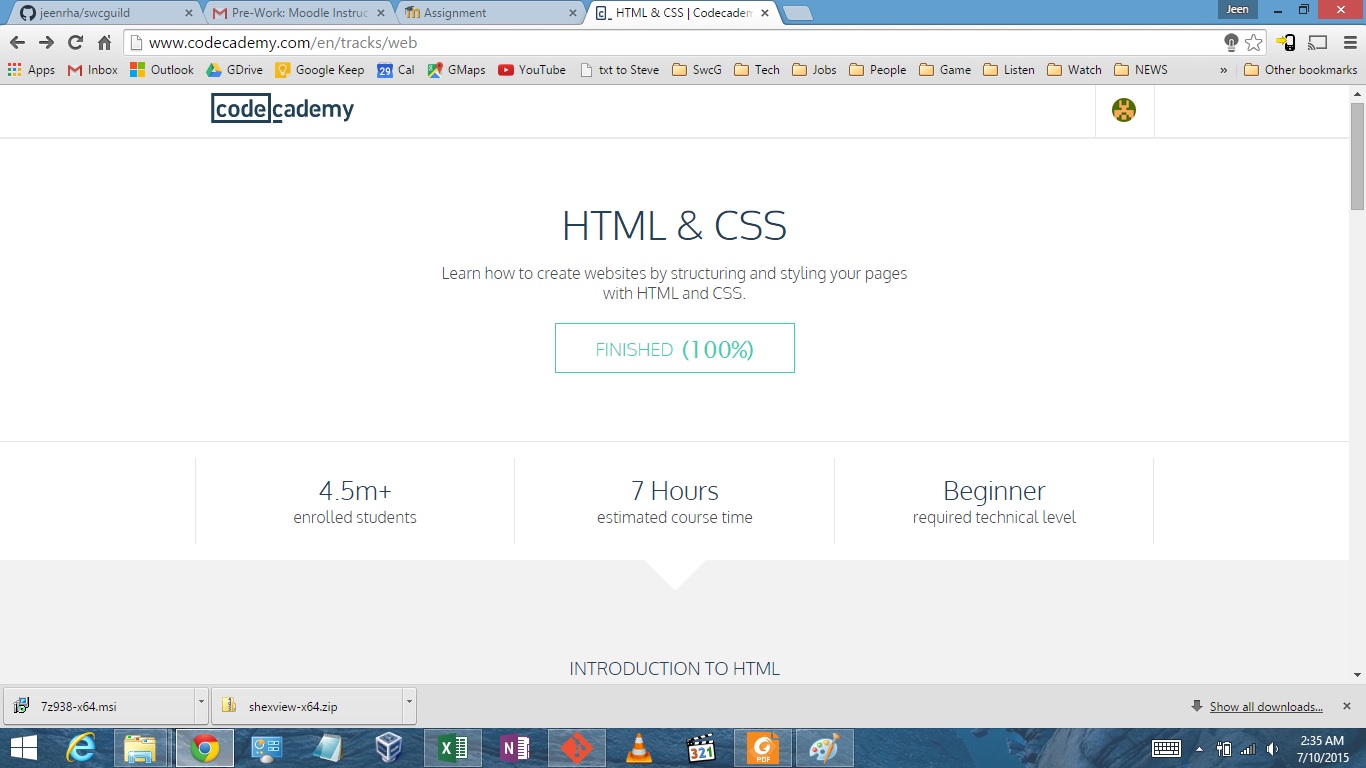 jeenrha/swcguild
Pre-Work: Moodle Instruc
Assignment
HTML & CSS | Codecadem
Jeen
www.codecademy.com/en/tracks/web
Apps
Inbox
Outlook
GDrive
Google Keep
29
Cal
GMaps
YouTube
txt to Steve
SwcG
Tech
Jobs
People
Game
Listen
Watch
NEWS
»
Other bookmarks
codecademy
HTML & CSS
Learn how to create websites by structuring and styling your pages
with HTML and CSS.
FINISHED (100%)
4.5m+
enrolled students
7 Hours
estimated course time
Beginner
required technical level
INTRODUCTION TO HTML
7z938-x64.msi
shexview-x64.zip
Show all downloads...
321
PDF
2:35 AM
7/10/2015